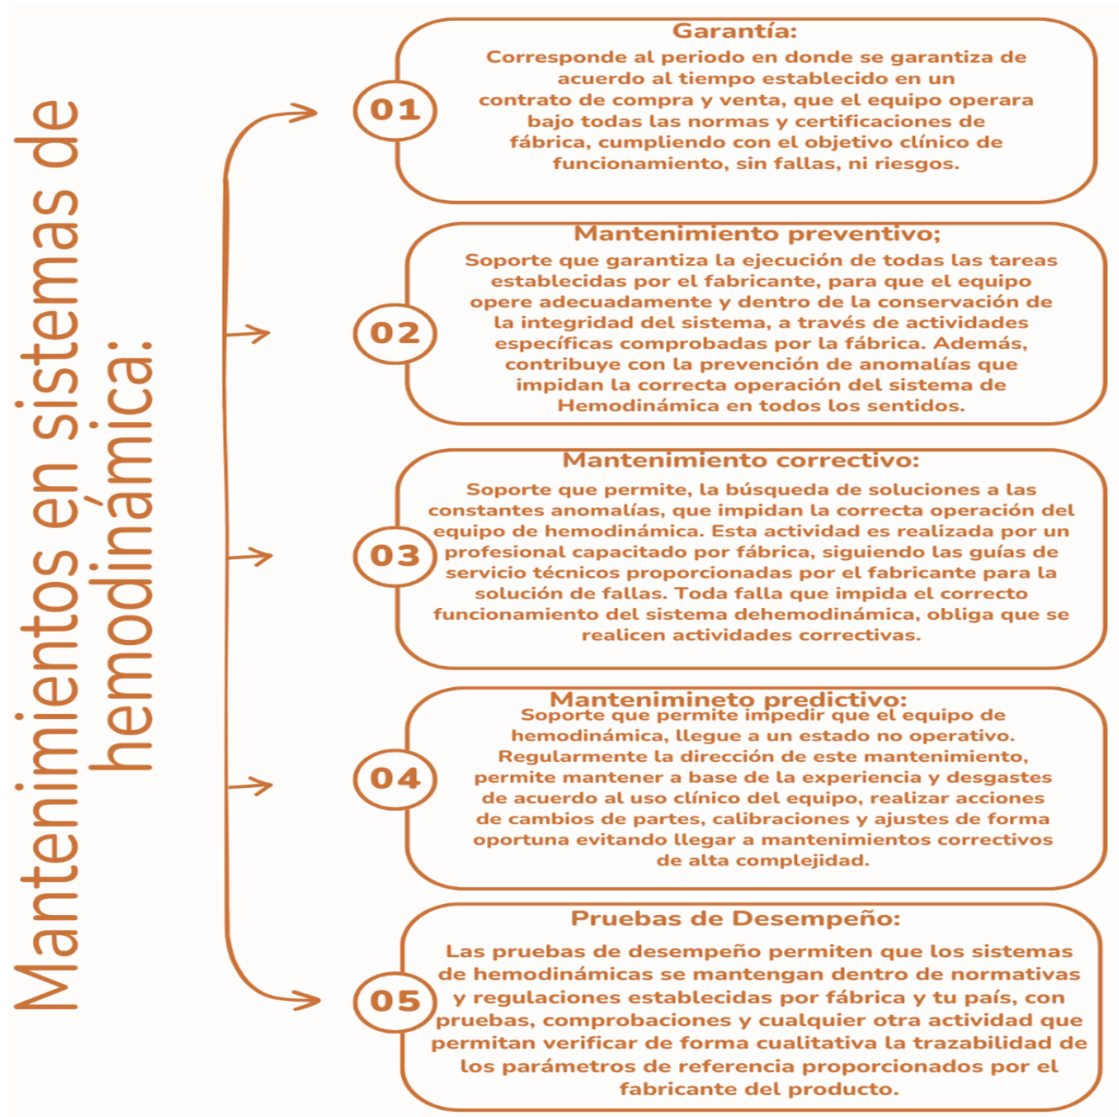 Mantenimientos en sistemas de
hemodinámica:
01
Garantía:
Corresponde al periodo en donde se garantiza de
acuerdo al tiempo establecido en un
contrato de compra y venta, que el equipo operara
bajo todas las normas y certificaciones de
fábrica, cumpliendo con el objetivo clínico de
funcionamiento, sin fallas, ni riesgos.
02
Mantenimiento preventivo;
Soporte que garantiza la ejecución de todas las tareas
establecidas por el fabricante, para que el equipo
opere adecuadamente y dentro de la conservación de
la integridad del sistema, a través de actividades
específicas comprobadas por la fábrica. Además,
contribuye con la prevención de anomalías que
impidan la correcta operación del sistema de
Hemodinámica en todos los sentidos.
03
Mantenimiento correctivo:
Soporte que permite, la búsqueda de soluciones a las
constantes anomalías, que impidan la correcta operación del
equipo de hemodinámica. Esta actividad es realizada por un
profesional capacitado por fábrica, siguiendo las guías de
servicio técnicos proporcionadas por el fabricante para la
solución de fallas. Toda falla que impida el correcto
funcionamiento del sistema dehemodinámica, obliga que se
realicen actividades correctivas.
04
Mantenimineto predictivo:
Soporte que permite impedir que el equipo de
hemodinámica, llegue a un estado no operativo.
Regularmente la dirección de este mantenimiento,
permite mantener a base de la experiencia y desgastes
de acuerdo al uso clínico del equipo, realizar acciones
de cambios de partes, calibraciones y ajustes de forma
oportuna evitando llegar a mantenimientos correctivos
de alta complejidad.
05
Pruebas de Desempeño:
Las pruebas de desempeño permiten que los sistemas
de hemodinámicas se mantengan dentro de normativas
y regulaciones establecidas por fábrica y tu país, con
pruebas, comprobaciones y cualquier otra actividad que
permitan verificar de forma cualitativa la trazabilidad de
los parámetros de referencia proporcionados por el
fabricante del producto.